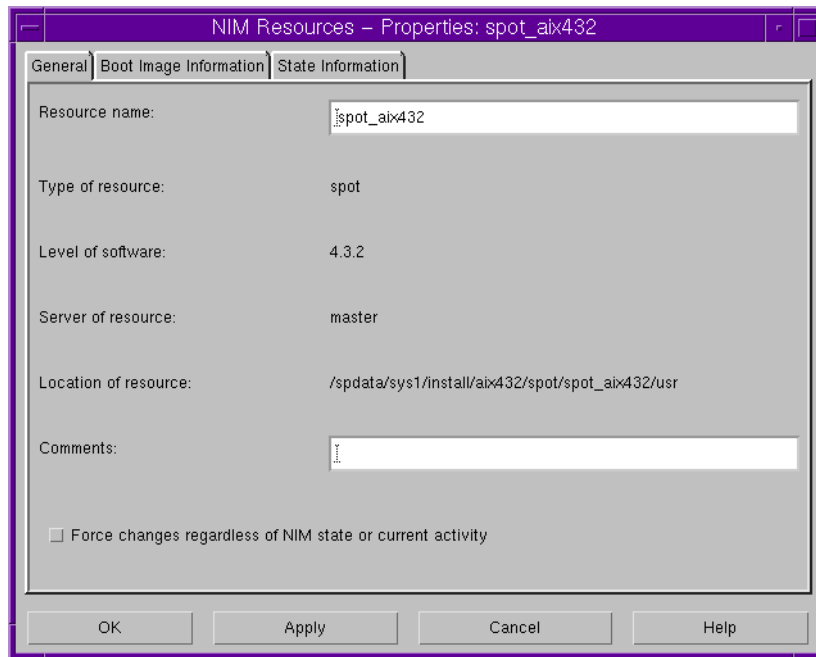 NIM Resources – Properties: spot_aix432
General Boot Image Information State Information
Resource name: spot_aix432
Type of resource: spot
Level of software: 4.3.2
Server of resource: master
Location of resource: /spdata/sys1/install/aix432/spot/spot_aix432/usr
Comments:
Force changes regardless of NIM state or current activity
OK Apply Cancel Help